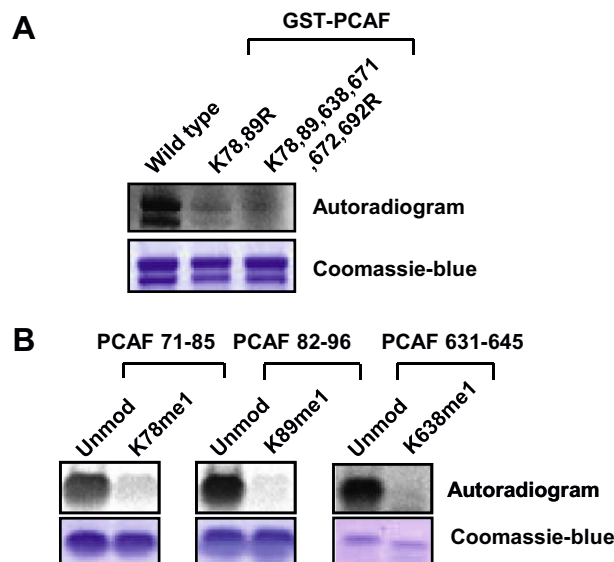 A
GST-PCAF
Wild type
K78,89R
K78,89,638,671
,672,692R
Autoradiogram
Coomassie-blue
B
PCAF 71-85
PCAF 82-96
PCAF 631-645
Unmod
K78me1
Unmod
K89me1
Unmod
K638me1
Autoradiogram
Coomassie-blue